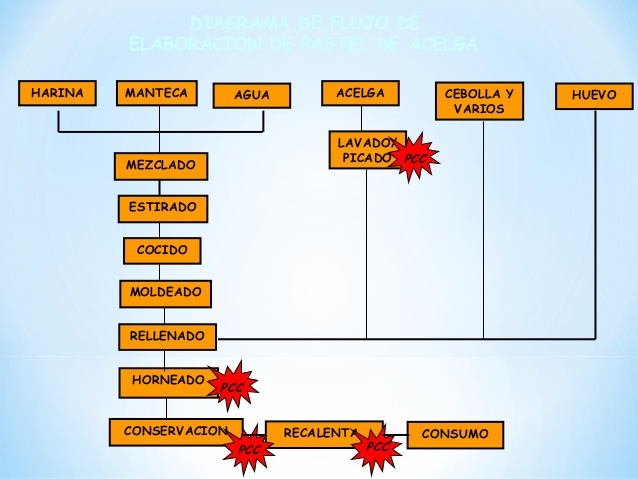 DIAGRAMA DE FLUJO DE
ELABORACION DE PASTEL DE ACELGA
HARINA
MANTECA
AGUA
ACELGA
CEBOLLA Y
VARIOS
HUEVO
LAVADO/
PICADO
PCC
MEZCLADO
ESTIRADO
COCIDO
MOLDEADO
RELLENADO
HORNEADO
PCC
CONSERVACION
PCC
RECALENTA
PCC
CONSUMO